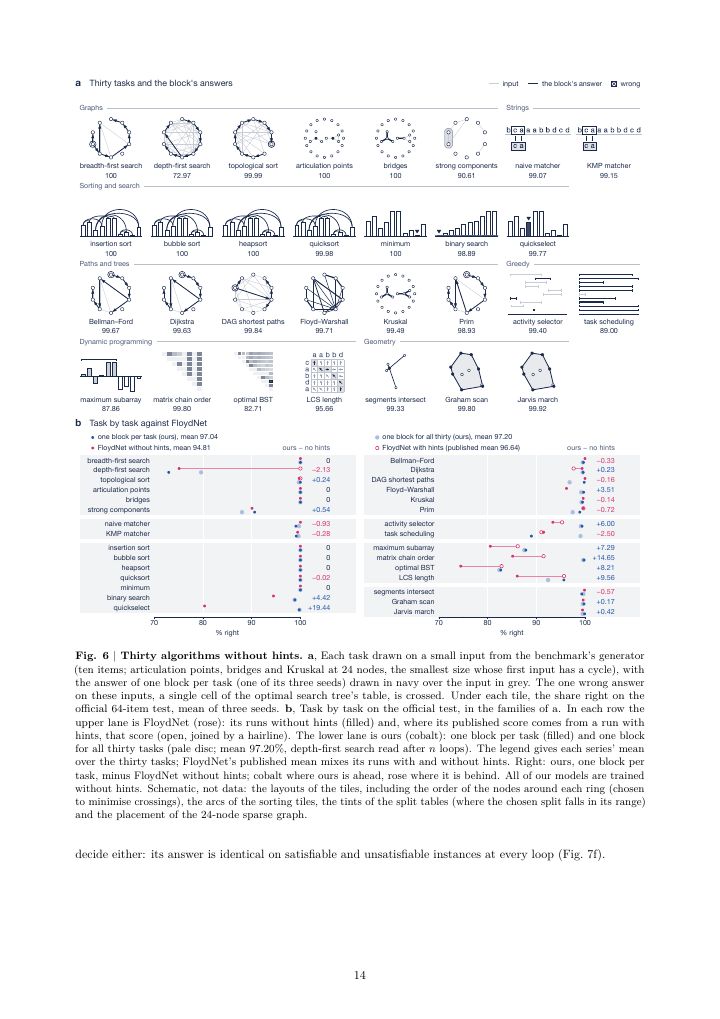 a Thirty tasks and the block's answers
input the block's answer wrong
Graphs Strings
b c a a a b b d c d b c a a a b b d c d
c a c a
breadth-first search depth-first search topological sort articulation points bridges strong components naive matcher KMP matcher
100 72.97 99.99 100 100 90.61 99.07 99.15
Sorting and search
insertion sort bubble sort heapsort quicksort minimum binary search quickselect
100 100 100 99.98 100 98.89 99.77
Paths and trees Greedy
Bellman–Ford Dijkstra DAG shortest paths Floyd–Warshall Kruskal Prim activity selector task scheduling
99.67 99.63 99.84 99.71 99.49 98.93 99.40 89.00
Dynamic programming Geometry
a a b b d
c
a
b
d
a
maximum subarray matrix chain order optimal BST LCS length segments intersect Graham scan Jarvis march
87.86 99.80 82.71 95.66 99.33 99.80 99.92
b Task by task against FloydNet
one block per task (ours), mean 97.04
FloydNet without hints, mean 94.81 ours – no hints
breadth-first search 0
depth-first search −2.13
topological sort +0.24
articulation points 0
bridges 0
strong components +0.54
naive matcher −0.93
KMP matcher −0.28
insertion sort 0
bubble sort 0
heapsort 0
quicksort −0.02
minimum 0
binary search +4.42
quickselect +19.44
70 80 90 100
% right
one block for all thirty (ours), mean 97.20
FloydNet with hints (published mean 96.64) ours – no hints
Bellman–Ford −0.33
Dijkstra +0.23
DAG shortest paths −0.16
Floyd–Warshall +3.51
Kruskal −0.14
Prim −0.72
activity selector +6.00
task scheduling −2.50
maximum subarray +7.29
matrix chain order +14.65
optimal BST +8.21
LCS length +9.56
segments intersect −0.57
Graham scan +0.17
Jarvis march +0.42
70 80 90 100
% right
Fig. 6 | Thirty algorithms without hints. a, Each task drawn on a small input from the benchmark's generator
(ten items; articulation points, bridges and Kruskal at 24 nodes, the smallest size whose first input has a cycle), with
the answer of one block per task (one of its three seeds) drawn in navy over the input in grey. The one wrong answer
on these inputs, a single cell of the optimal search tree's table, is crossed. Under each tile, the share right on the
official 64-item test, mean of three seeds. b, Task by task on the official test, in the families of a. In each row the
upper lane is FloydNet (rose): its runs without hints (filled) and, where its published score comes from a run with
hints, that score (open, joined by a hairline). The lower lane is ours (cobalt): one block per task (filled) and one block
for all thirty tasks (pale disc; mean 97.20%, depth-first search read after n loops). The legend gives each series' mean
over the thirty tasks; FloydNet's published mean mixes its runs with and without hints. Right: ours, one block per
task, minus FloydNet without hints; cobalt where ours is ahead, rose where it is behind. All of our models are trained
without hints. Schematic, not data: the layouts of the tiles, including the order of the nodes around each ring (chosen
to minimise crossings), the arcs of the sorting tiles, the tints of the split tables (where the chosen split falls in its range)
and the placement of the 24-node sparse graph.
decide either: its answer is identical on satisfiable and unsatisfiable instances at every loop (Fig. 7f).
14